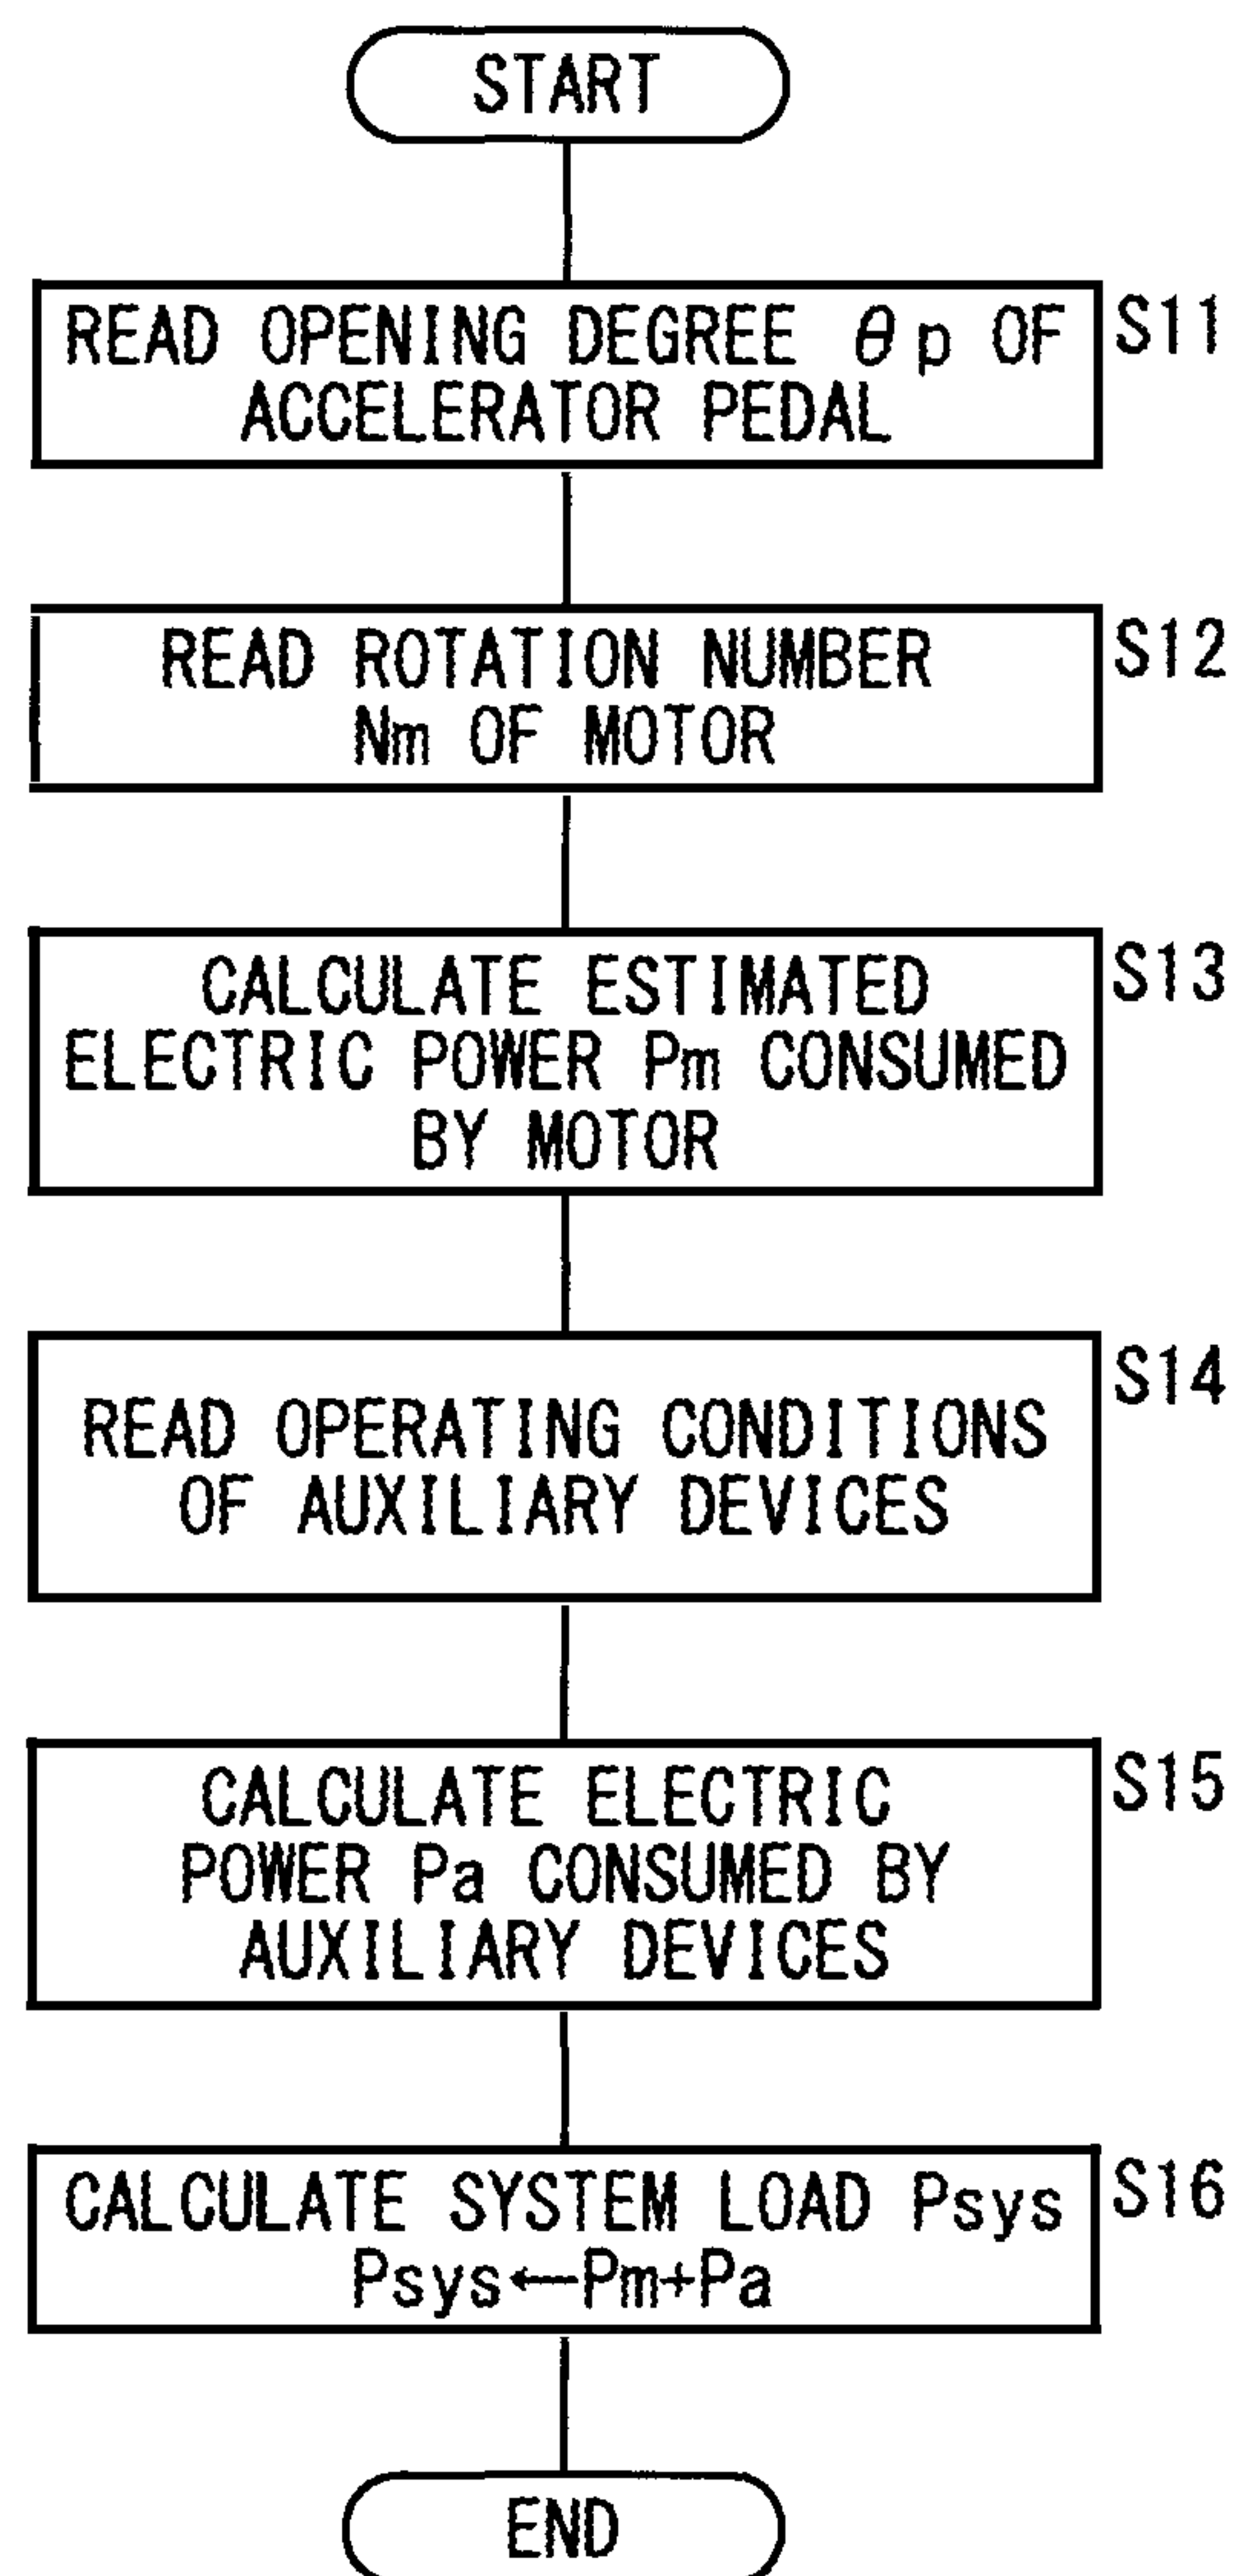 START
READ OPENING DEGREE θp OF
ACCELERATOR PEDAL
S11
READ ROTATION NUMBER
Nm OF MOTOR
S12
CALCULATE ESTIMATED
ELECTRIC POWER Pm CONSUMED
BY MOTOR
S13
READ OPERATING CONDITIONS
OF AUXILIARY DEVICES
S14
CALCULATE ELECTRIC
POWER Pa CONSUMED BY
AUXILIARY DEVICES
S15
CALCULATE SYSTEM LOAD Psys
Psys←Pm+Pa
S16
END